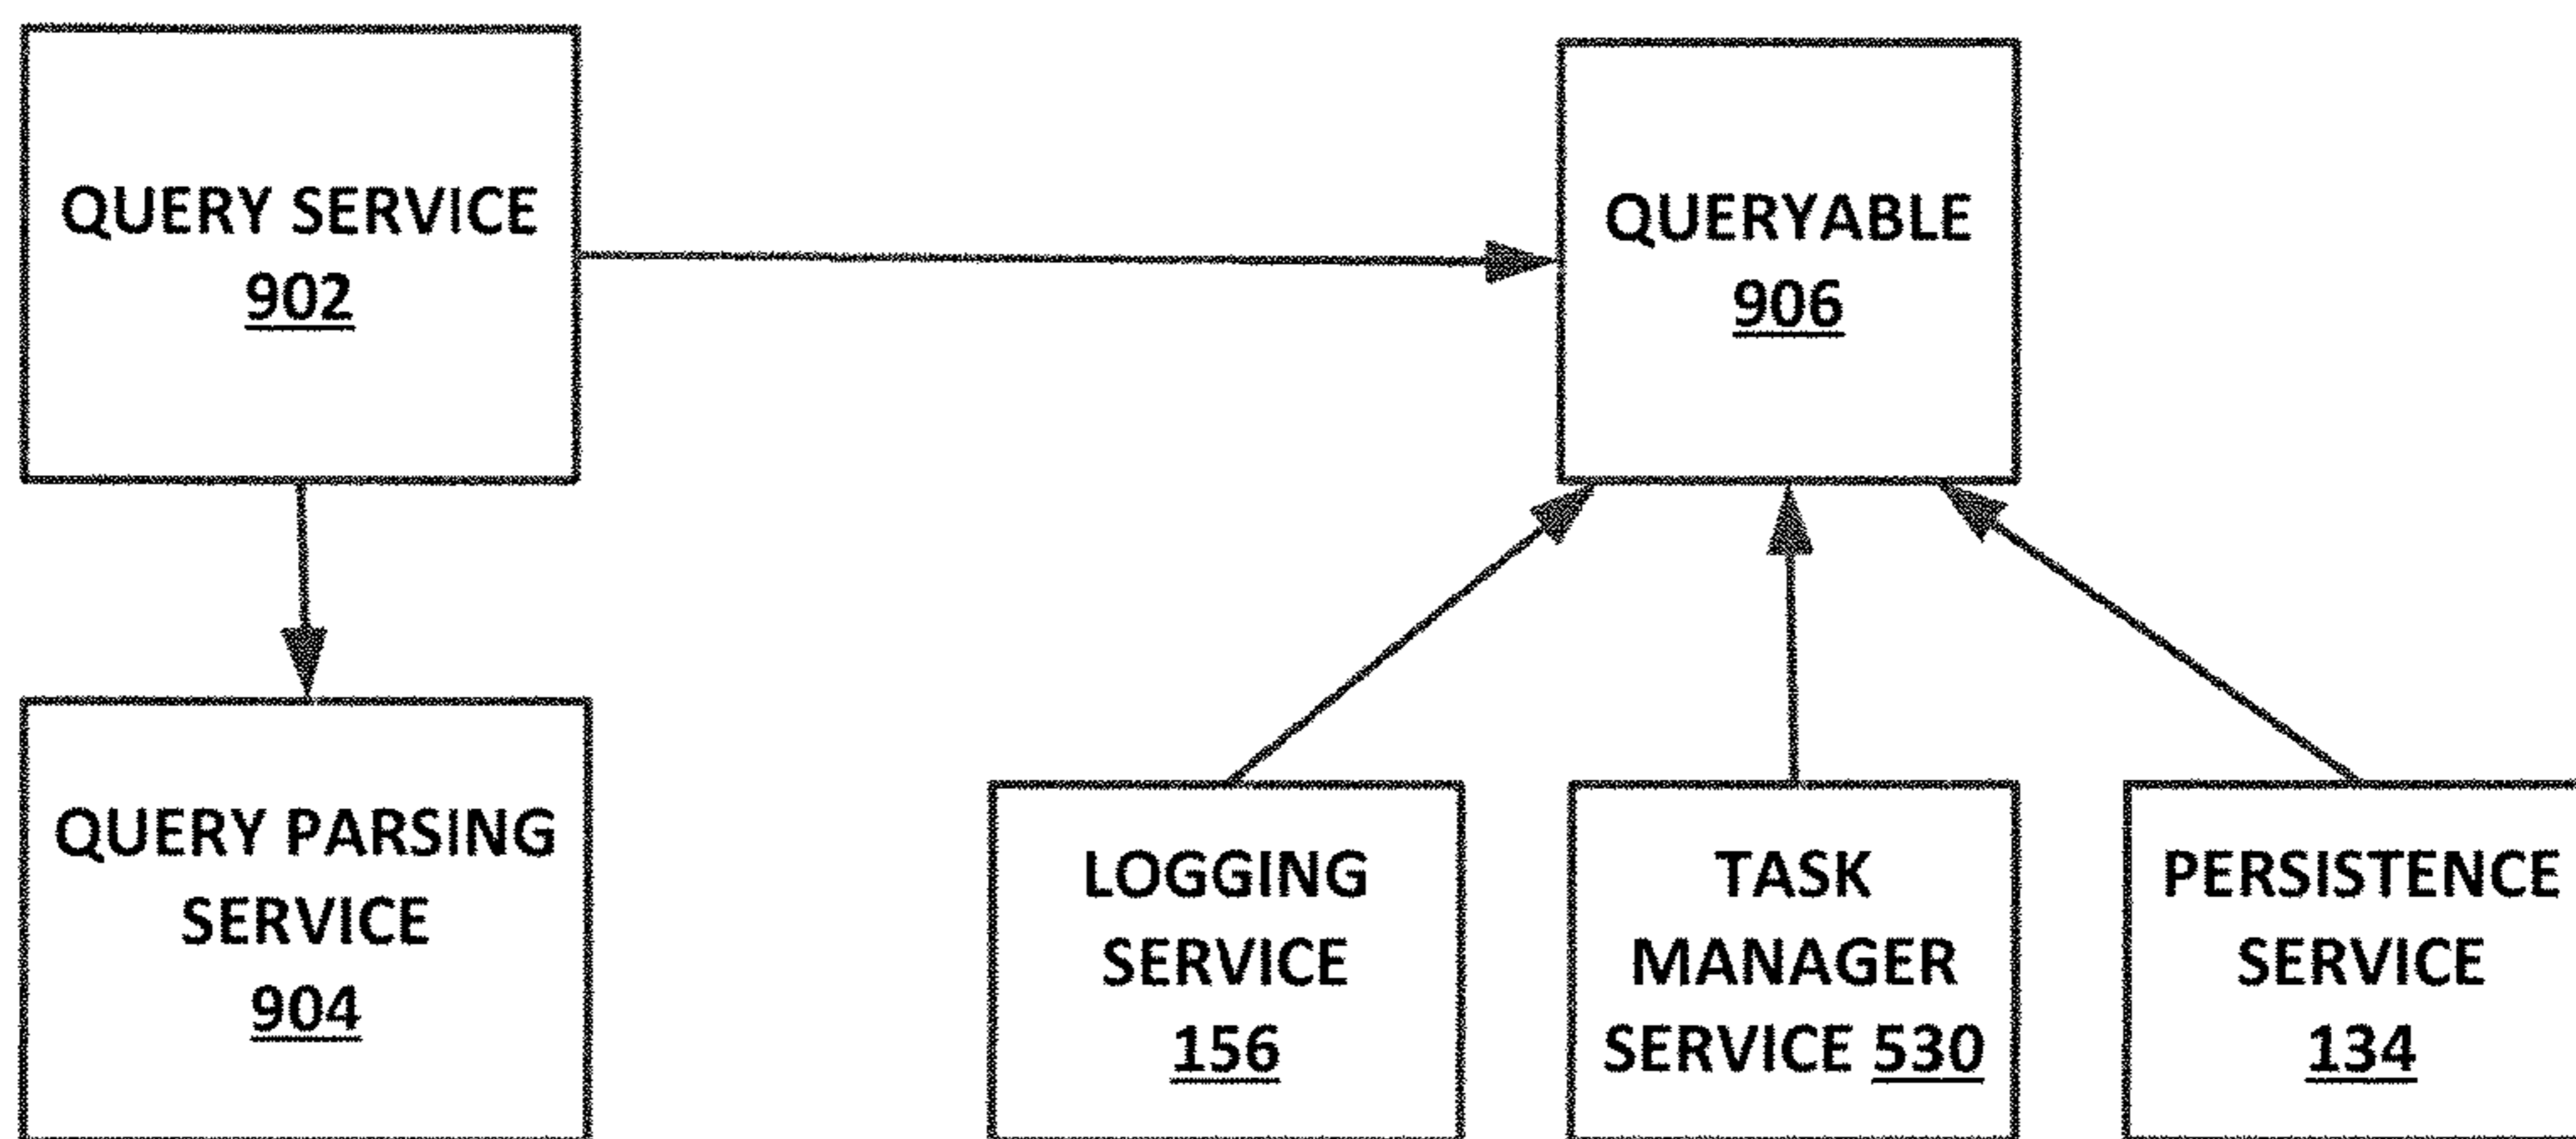 QUERY SERVICE
902
QUERYABLE
906
QUERY PARSING
SERVICE
904
LOGGING
SERVICE
156
TASK
MANAGER
SERVICE 530
PERSISTENCE
SERVICE
134